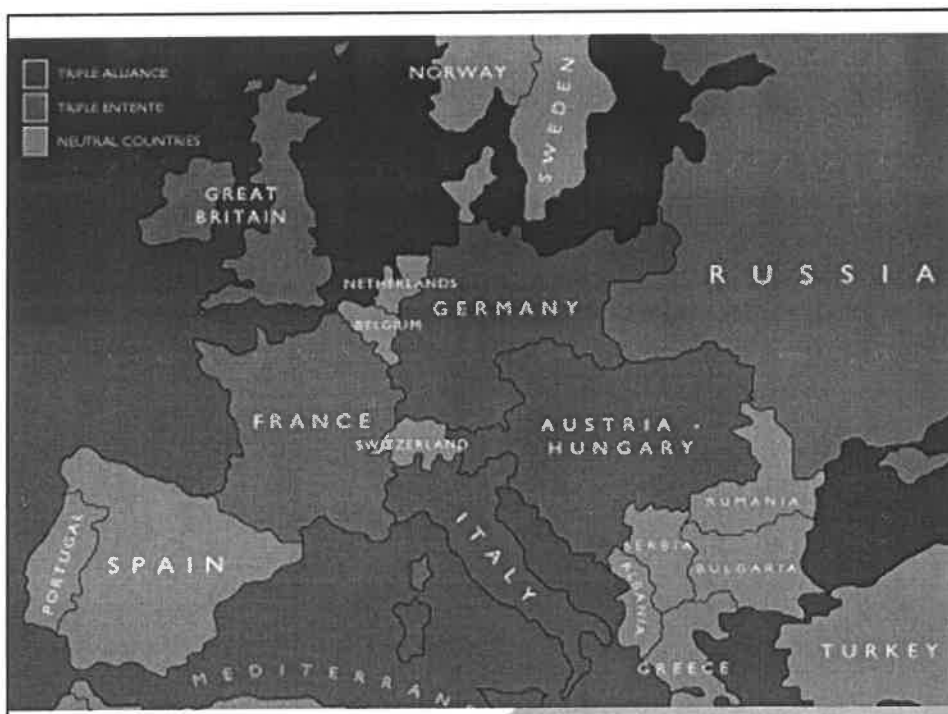 TRIPLE ALLIANCE
TRIPLE ENTENTE
NEUTRAL COUNTRIES
NORWAY
SWEDEN
GREAT
BRITAIN
NETHERLANDS
BELGRIM
GERMANY
RUSSIA
FRANCE
SWITZERLAND
AUSTRIA -
HUNGARY
ITALY
RUMANIA
SERBIA
BULGARIA
ALBANIA
PORTUGAL
SPAIN
GREECE
TURKEY
MEDITERRAN